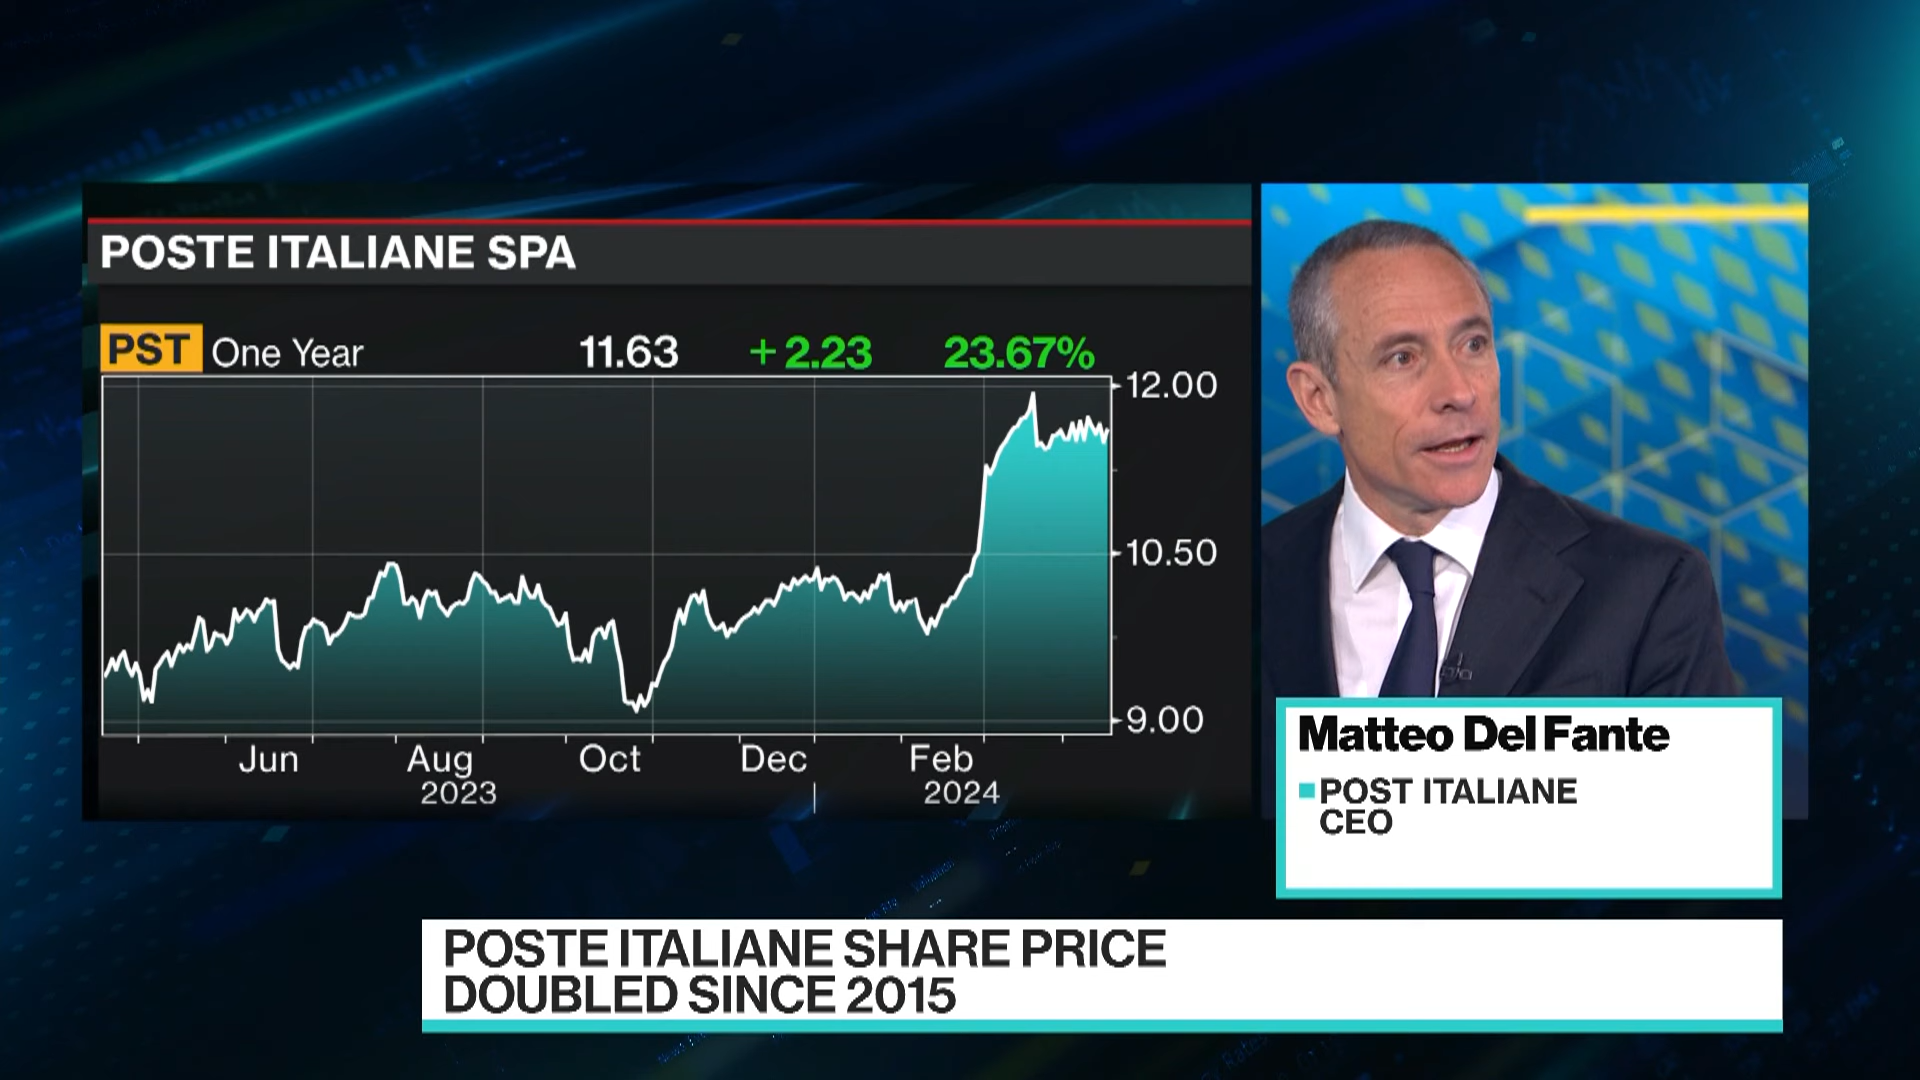 POSTE ITALIANE SPA
PST One Year 11.63 +2.23 23.67%
12.00
10.50
9.00
Jun Aug Oct Dec Feb
2023 2024
Matteo Del Fante
POST ITALIANE
CEO
POSTE ITALIANE SHARE PRICE
DOUBLED SINCE 2015